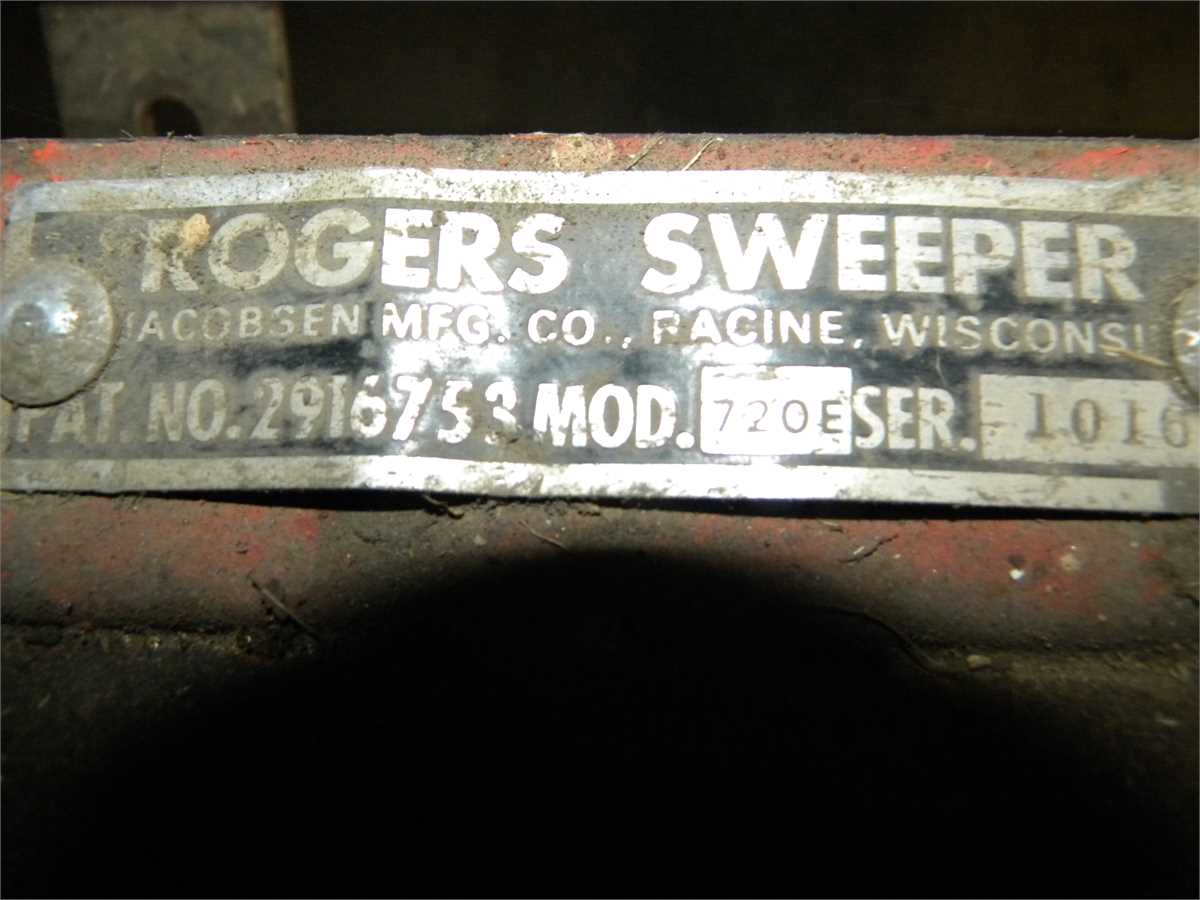 ROGERS SWEEPER
JACOBSEN MFG. CO., RACINE, WISCONSI
PAT. NO. 2916753 MOD. 720E SER. 1016